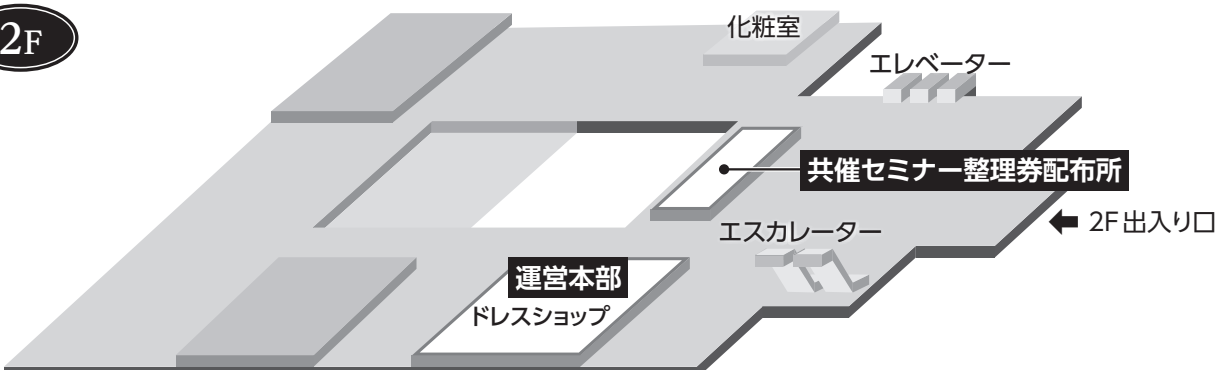 2F
化粧室
エレベーター
共催セミナー整理券配布所
2F出入り口
エスカレーター
運営本部
ドレスショップ